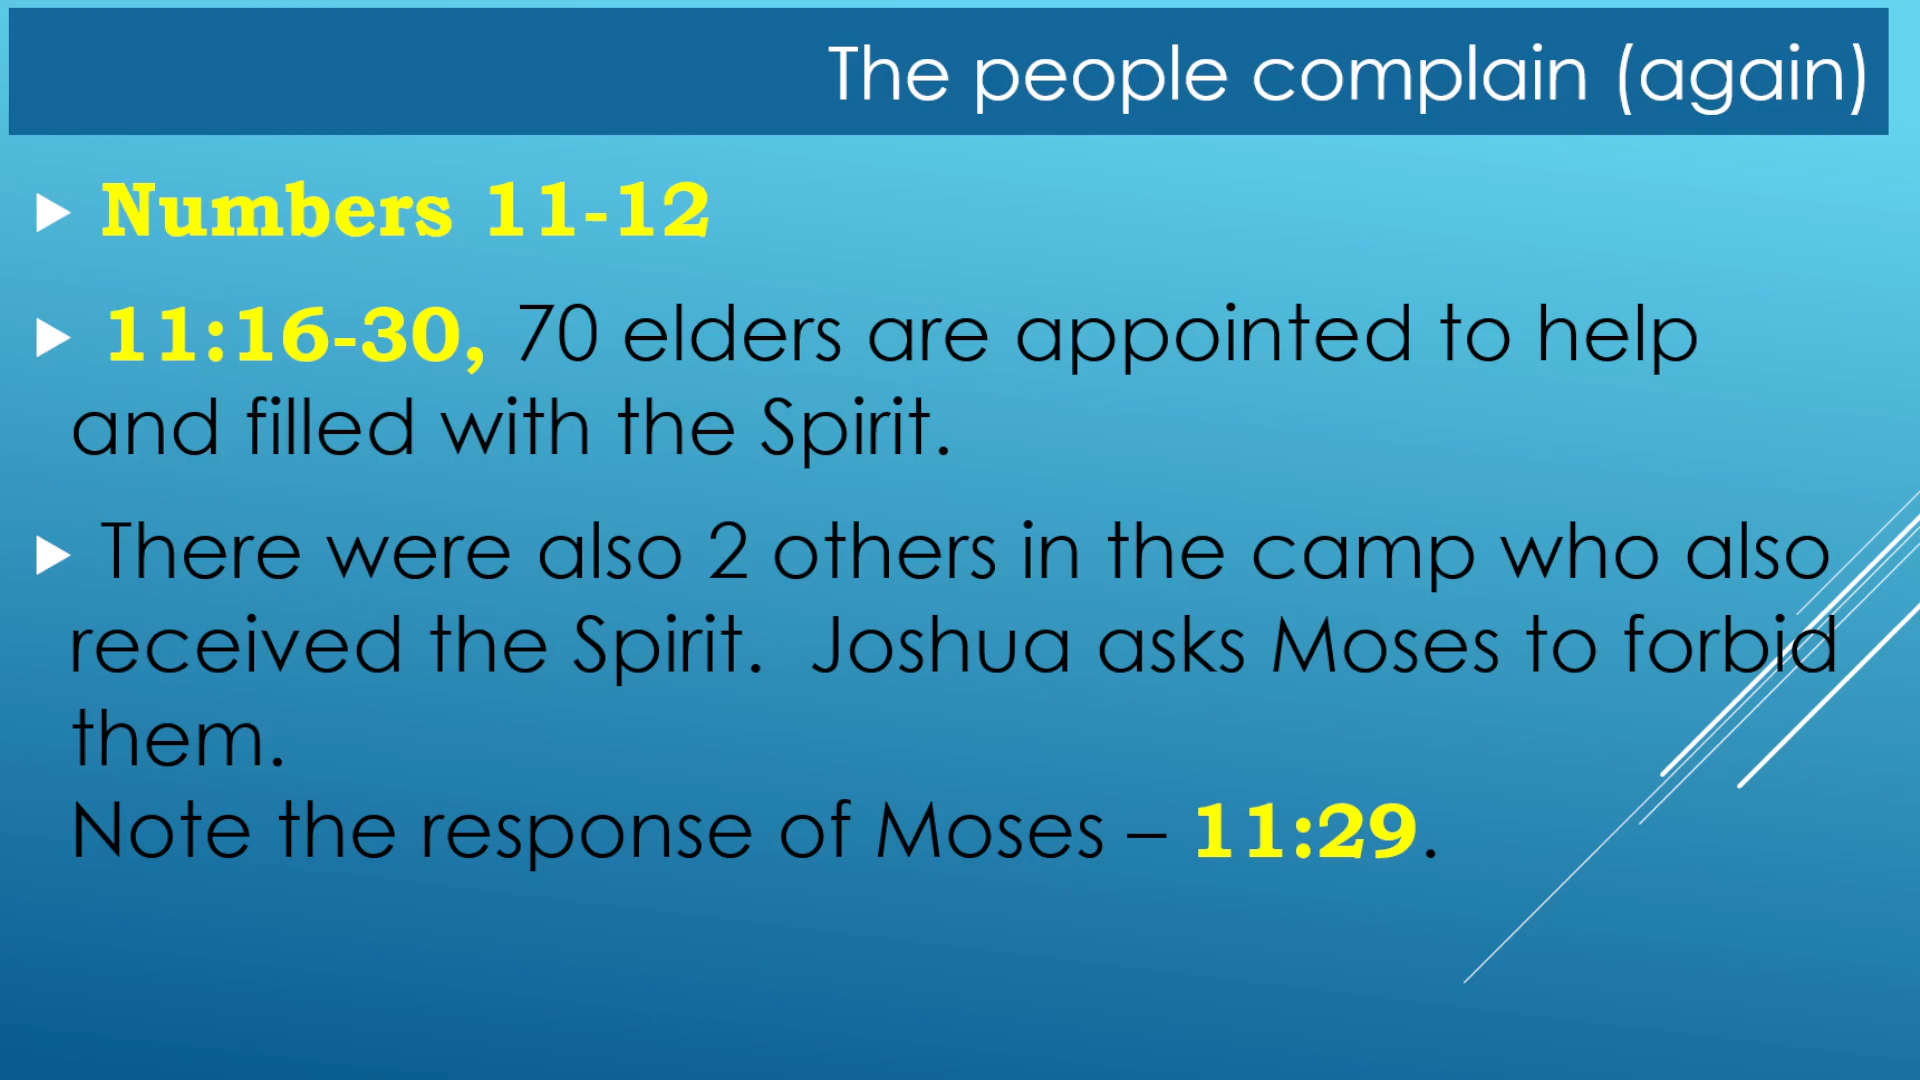 The people complain (again)
Numbers 11-12
11:16-30, 70 elders are appointed to help
and filled with the Spirit.
There were also 2 others in the camp who also
received the Spirit.  Joshua asks Moses to forbid
them.
Note the response of Moses – 11:29.